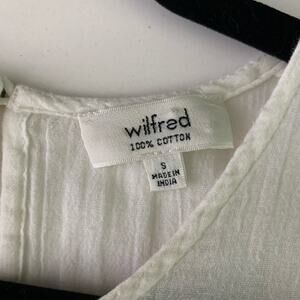 wilfred
100% COTTON
S
MADE IN
INDIA